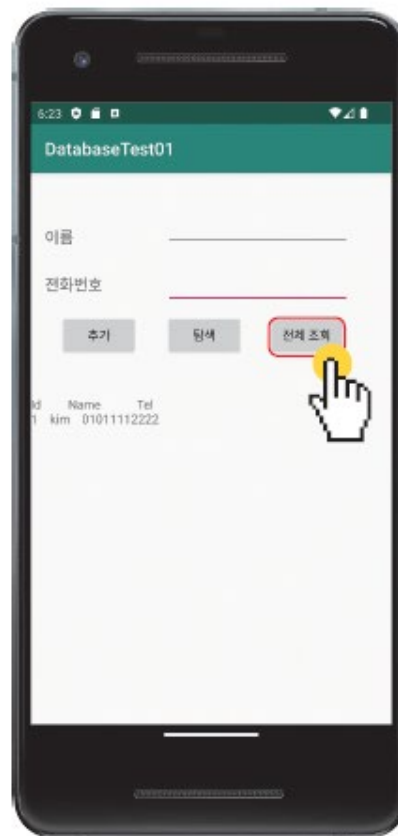 6:23
DatabaseTest01
이름
전화번호
추가 탐색 전체 조회
Id Name Tel
1 kim 01011112222